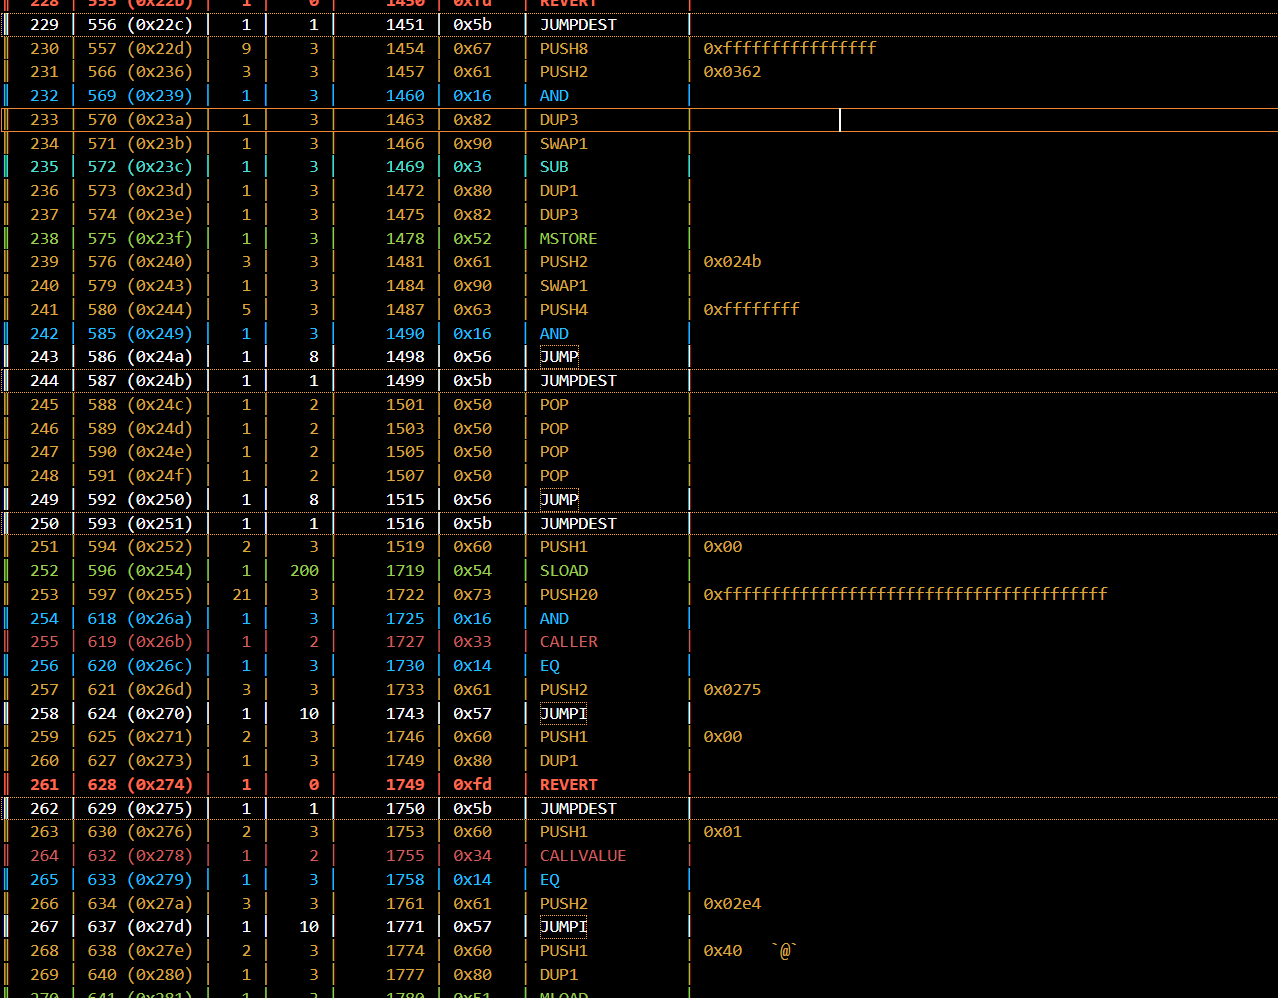 228 | 555 (0x22b) | 1 | 0 | 1450 | 0xfd | REVERT |
229 | 556 (0x22c) | 1 | 1 | 1451 | 0x5b | JUMPDEST |
230 | 557 (0x22d) | 9 | 3 | 1454 | 0x67 | PUSH8 | 0xffffffffffffffff
231 | 566 (0x236) | 3 | 3 | 1457 | 0x61 | PUSH2 | 0x0362
232 | 569 (0x239) | 1 | 3 | 1460 | 0x16 | AND |
233 | 570 (0x23a) | 1 | 3 | 1463 | 0x82 | DUP3 |
234 | 571 (0x23b) | 1 | 3 | 1466 | 0x90 | SWAP1 |
235 | 572 (0x23c) | 1 | 3 | 1469 | 0x3 | SUB |
236 | 573 (0x23d) | 1 | 3 | 1472 | 0x80 | DUP1 |
237 | 574 (0x23e) | 1 | 3 | 1475 | 0x82 | DUP3 |
238 | 575 (0x23f) | 1 | 3 | 1478 | 0x52 | MSTORE |
239 | 576 (0x240) | 3 | 3 | 1481 | 0x61 | PUSH2 | 0x024b
240 | 579 (0x243) | 1 | 3 | 1484 | 0x90 | SWAP1 |
241 | 580 (0x244) | 5 | 3 | 1487 | 0x63 | PUSH4 | 0xffffffff
242 | 585 (0x249) | 1 | 3 | 1490 | 0x16 | AND |
243 | 586 (0x24a) | 1 | 8 | 1498 | 0x56 | JUMP |
244 | 587 (0x24b) | 1 | 1 | 1499 | 0x5b | JUMPDEST |
245 | 588 (0x24c) | 1 | 2 | 1501 | 0x50 | POP |
246 | 589 (0x24d) | 1 | 2 | 1503 | 0x50 | POP |
247 | 590 (0x24e) | 1 | 2 | 1505 | 0x50 | POP |
248 | 591 (0x24f) | 1 | 2 | 1507 | 0x50 | POP |
249 | 592 (0x250) | 1 | 8 | 1515 | 0x56 | JUMP |
250 | 593 (0x251) | 1 | 1 | 1516 | 0x5b | JUMPDEST |
251 | 594 (0x252) | 2 | 3 | 1519 | 0x60 | PUSH1 | 0x00
252 | 596 (0x254) | 1 | 200 | 1719 | 0x54 | SLOAD |
253 | 597 (0x255) | 21 | 3 | 1722 | 0x73 | PUSH20 | 0xffffffffffffffffffffffffffffffffffffffff
254 | 618 (0x26a) | 1 | 3 | 1725 | 0x16 | AND |
255 | 619 (0x26b) | 1 | 2 | 1727 | 0x33 | CALLER |
256 | 620 (0x26c) | 1 | 3 | 1730 | 0x14 | EQ |
257 | 621 (0x26d) | 3 | 3 | 1733 | 0x61 | PUSH2 | 0x0275
258 | 624 (0x270) | 1 | 10 | 1743 | 0x57 | JUMPI |
259 | 625 (0x271) | 2 | 3 | 1746 | 0x60 | PUSH1 | 0x00
260 | 627 (0x273) | 1 | 3 | 1749 | 0x80 | DUP1 |
261 | 628 (0x274) | 1 | 0 | 1749 | 0xfd | REVERT |
262 | 629 (0x275) | 1 | 1 | 1750 | 0x5b | JUMPDEST |
263 | 630 (0x276) | 2 | 3 | 1753 | 0x60 | PUSH1 | 0x01
264 | 632 (0x278) | 1 | 2 | 1755 | 0x34 | CALLVALUE |
265 | 633 (0x279) | 1 | 3 | 1758 | 0x14 | EQ |
266 | 634 (0x27a) | 3 | 3 | 1761 | 0x61 | PUSH2 | 0x02e4
267 | 637 (0x27d) | 1 | 10 | 1771 | 0x57 | JUMPI |
268 | 638 (0x27e) | 2 | 3 | 1774 | 0x60 | PUSH1 | 0x40 `@`
269 | 640 (0x280) | 1 | 3 | 1777 | 0x80 | DUP1 |
270 | 641 (0x281) | 1 | 3 | 1780 | 0x51 | MLOAD |